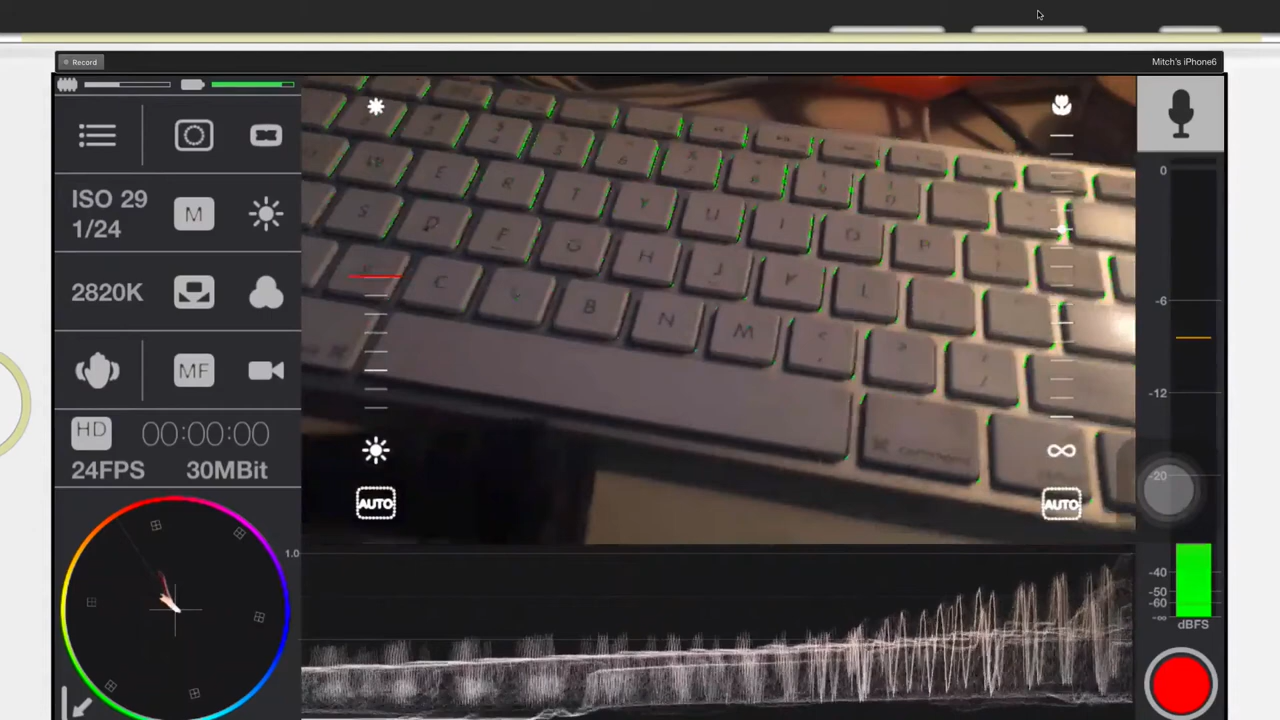 Record
Mitch's iPhone6
ISO 29
1/24
M
2820K
MF
HD
00:00:00
24FPS
30MBit
AUTO
AUTO
1.0
0
-6
-12
-20
-40
-50
-60
-∞
dBFS
E R T Y U I
F G H J
C B N M
command